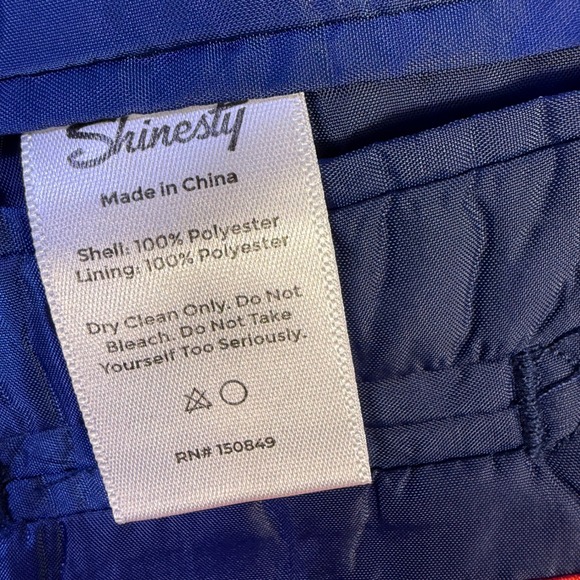 Shinesty
Made in China
Shell: 100% Polyester
Lining: 100% Polyester
Dry Clean Only. Do Not
Bleach. Do Not Take
Yourself Too Seriously.
RN# 150849